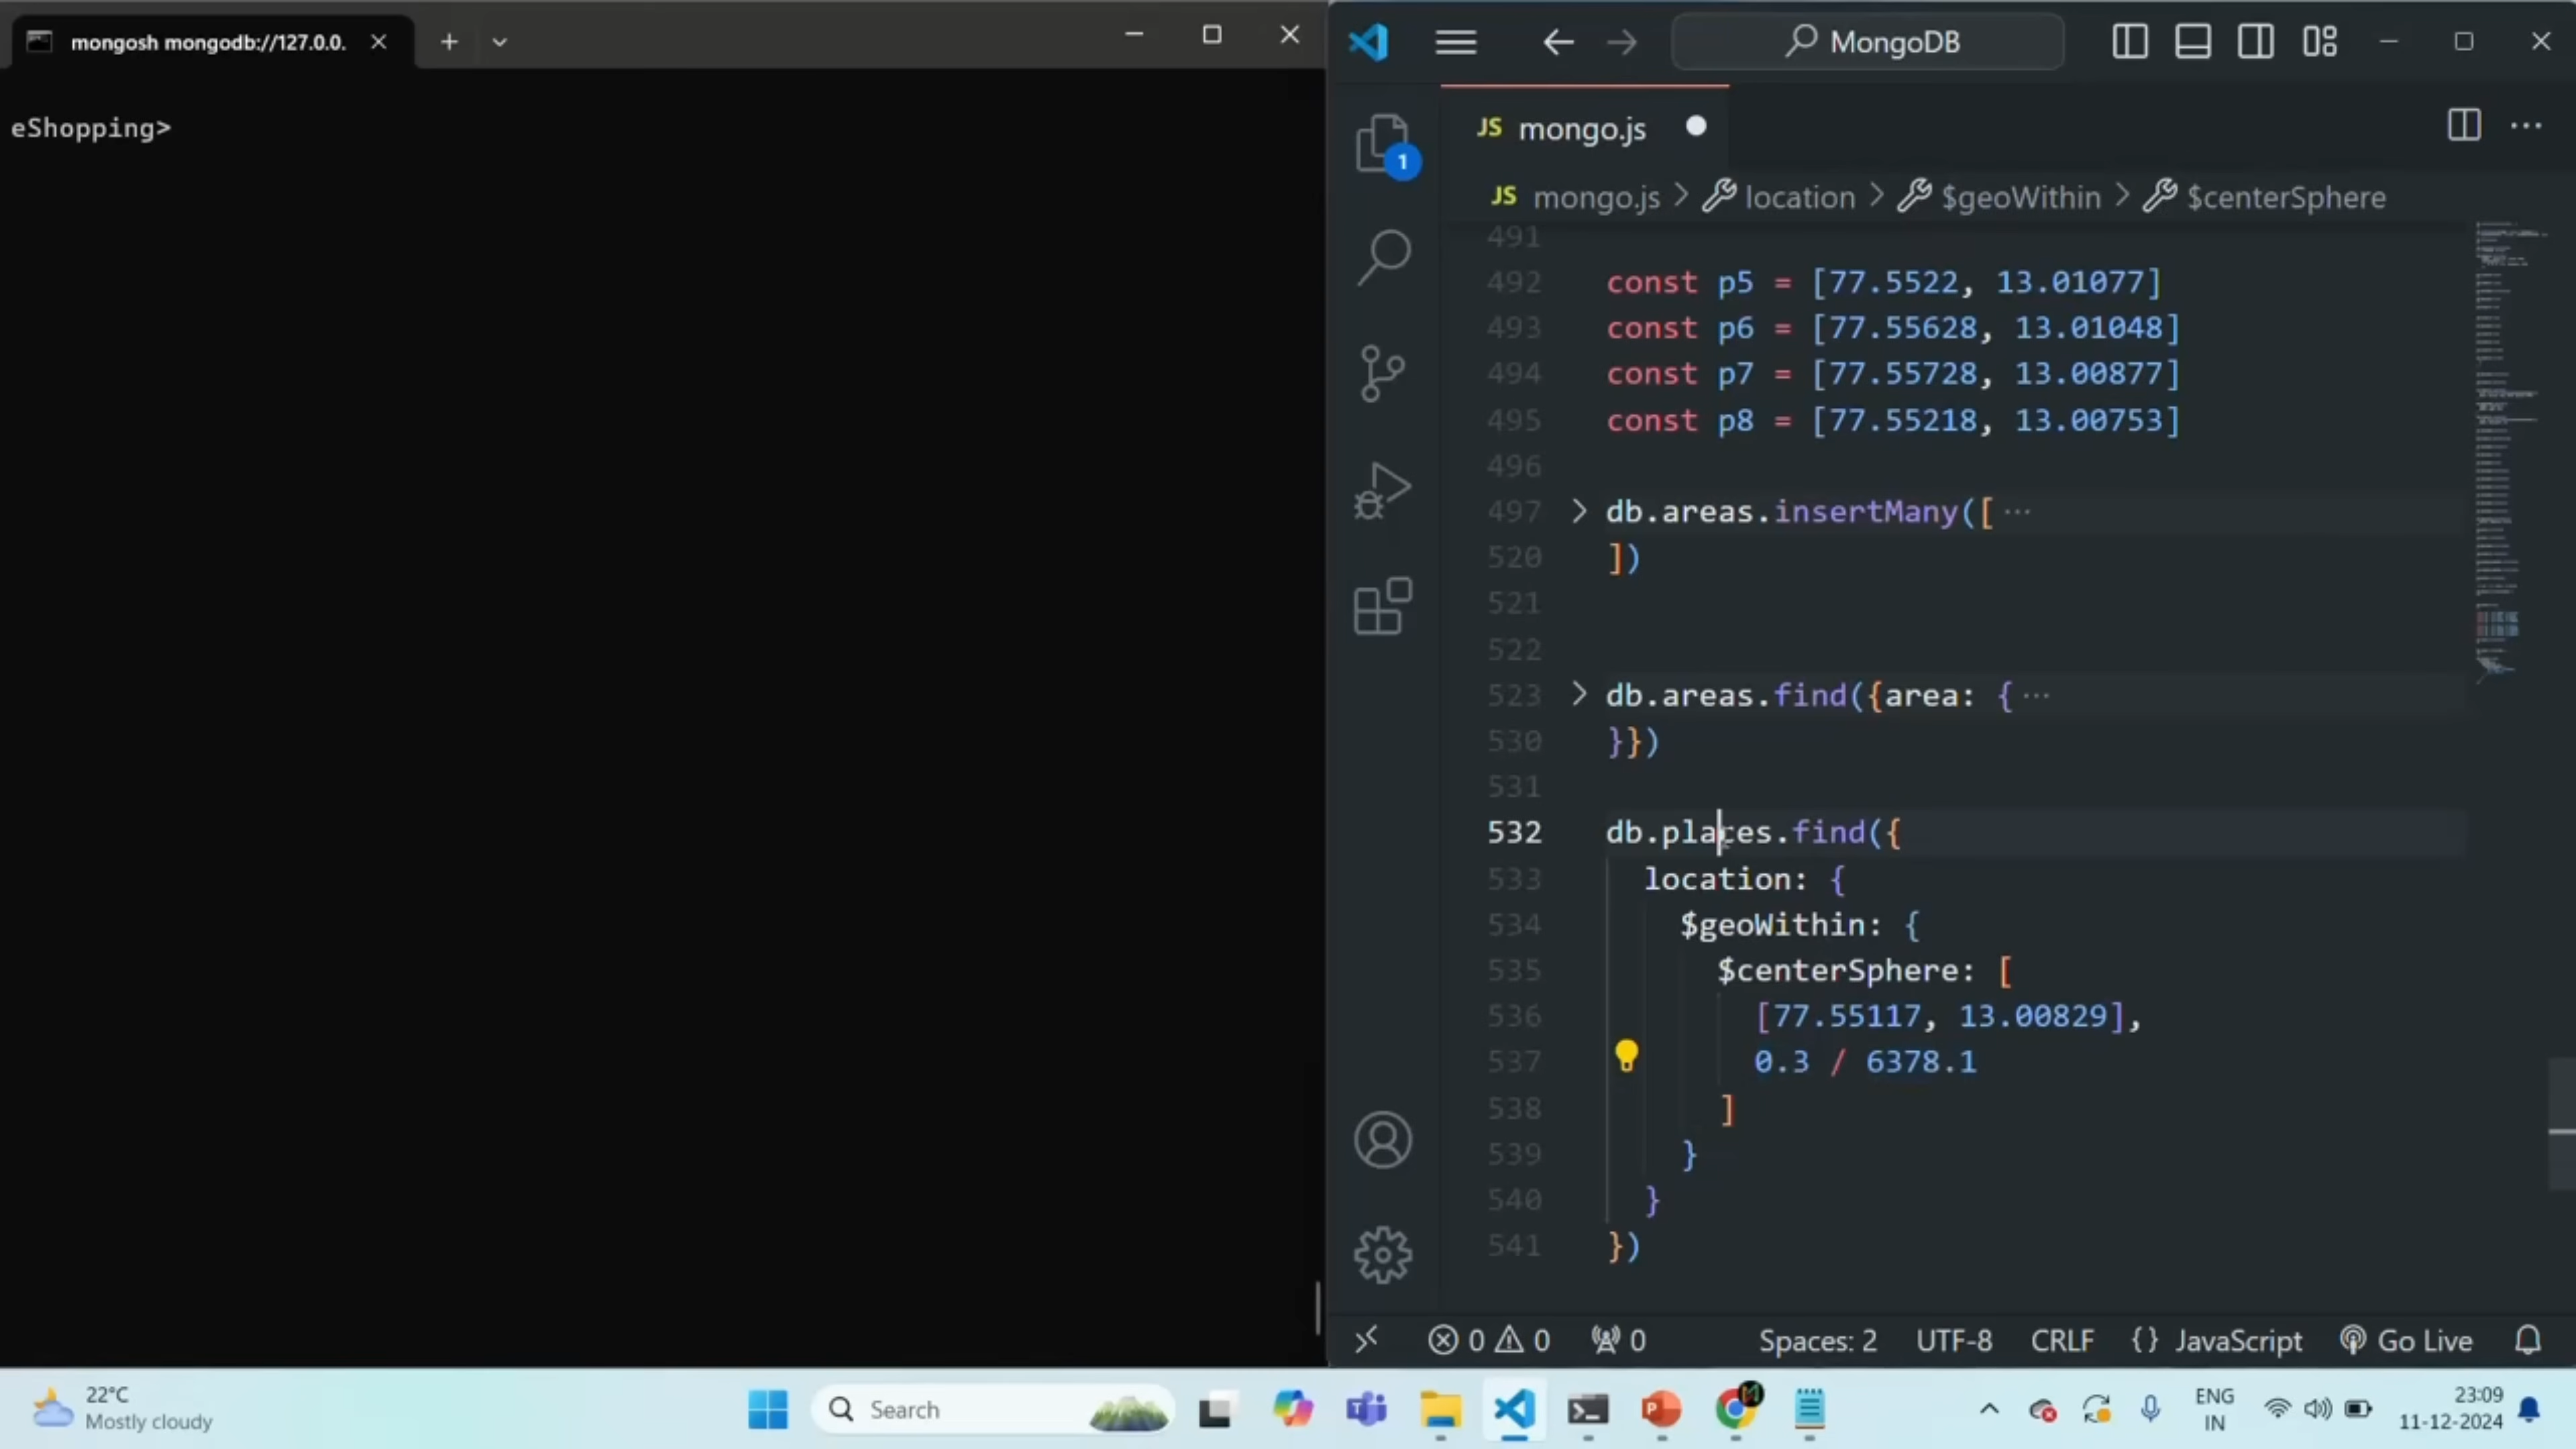 mongosh mongodb://127.0.0.
eShopping>
MongoDB
1
JS mongo.js
JS mongo.js > location > $geoWithin > $centerSphere
491
492 const p5 = [77.5522, 13.01077]
493 const p6 = [77.55628, 13.01048]
494 const p7 = [77.55728, 13.00877]
495 const p8 = [77.55218, 13.00753]
496
497 > db.areas.insertMany([ ···
520 ])
521
522
523 > db.areas.find({area: { ···
530 }})
531
532 db.places.find({
533 location: {
534 $geoWithin: {
535 $centerSphere: [
536 [77.55117, 13.00829],
537 0.3 / 6378.1
538 ]
539 }
540 }
541 })
0 0 0 Spaces: 2 UTF-8 CRLF {} JavaScript Go Live
22°C
Mostly cloudy
Search
ENG
IN
23:09
11-12-2024